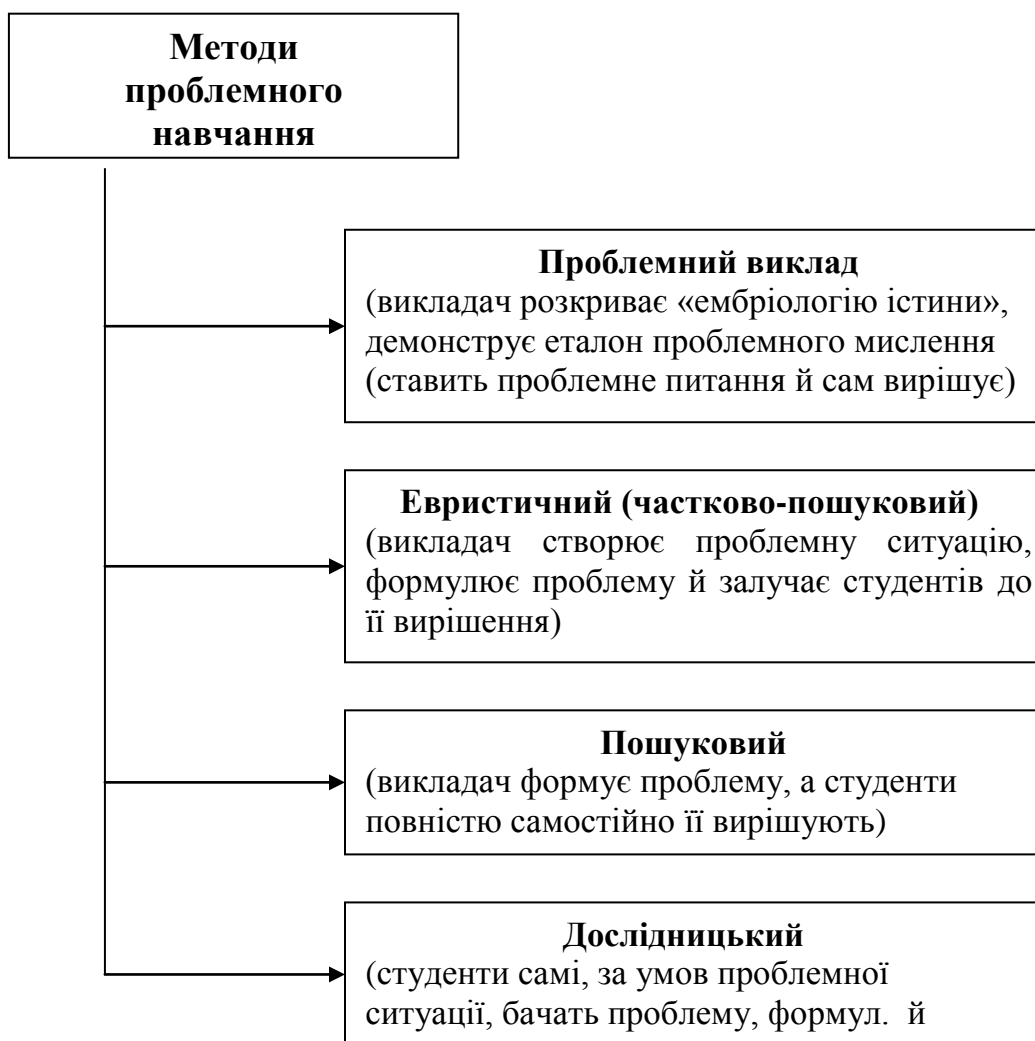 Методи
проблемного
навчання
Проблемний виклад
(викладач розкриває «ембріологію істини»,
демонструє еталон проблемного мислення
(ставить проблемне питання й сам вирішує)
Евристичний (частково-пошуковий)
(викладач створює проблемну ситуацію,
формулює проблему й залучає студентів до
її вирішення)
Пошуковий
(викладач формує проблему, а студенти
повністю самостійно її вирішують)
Дослідницький
(студенти самі, за умов проблемної
ситуації, бачать проблему, формул. й